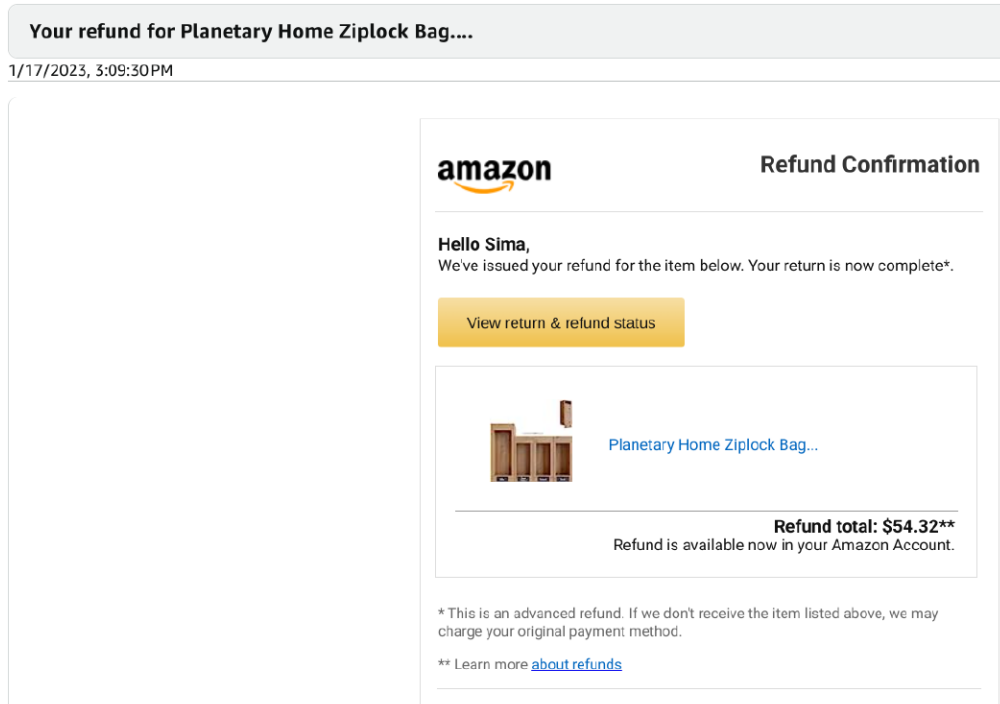 Your refund for Planetary Home Ziplock Bag....
1/17/2023, 3:09:30PM
amazon
Refund Confirmation
Hello Sima,
We've issued your refund for the item below. Your return is now complete*.
View return & refund status
Planetary Home Ziplock Bag...
Refund total: $54.32**
Refund is available now in your Amazon Account.
* This is an advanced refund. If we don't receive the item listed above, we may
charge your original payment method.
** Learn more about refunds